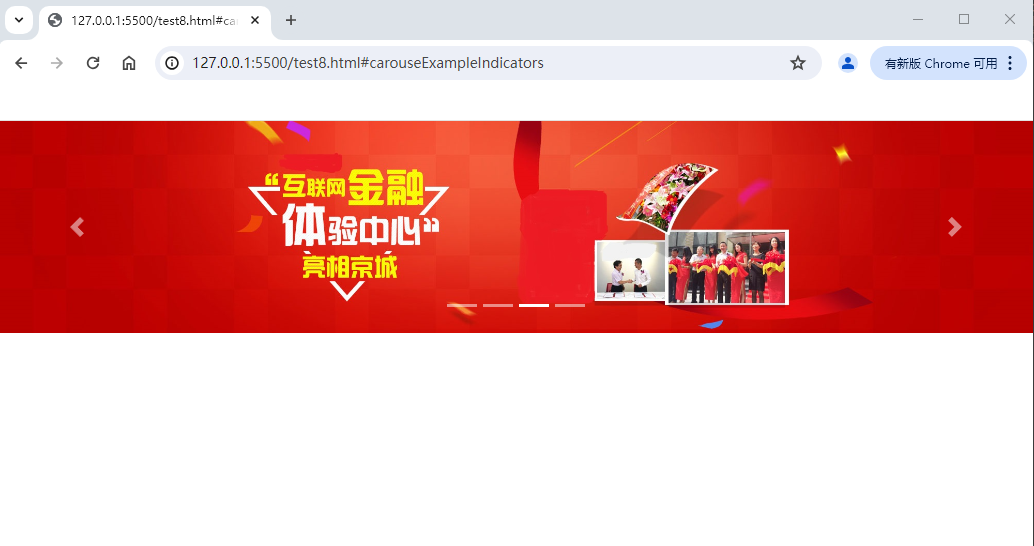 127.0.0.1:5500/test8.html#ca
127.0.0.1:5500/test8.html#carouseExampleIndicators
有新版 Chrome 可用
“互联网金融
体验中心”
亮相京城